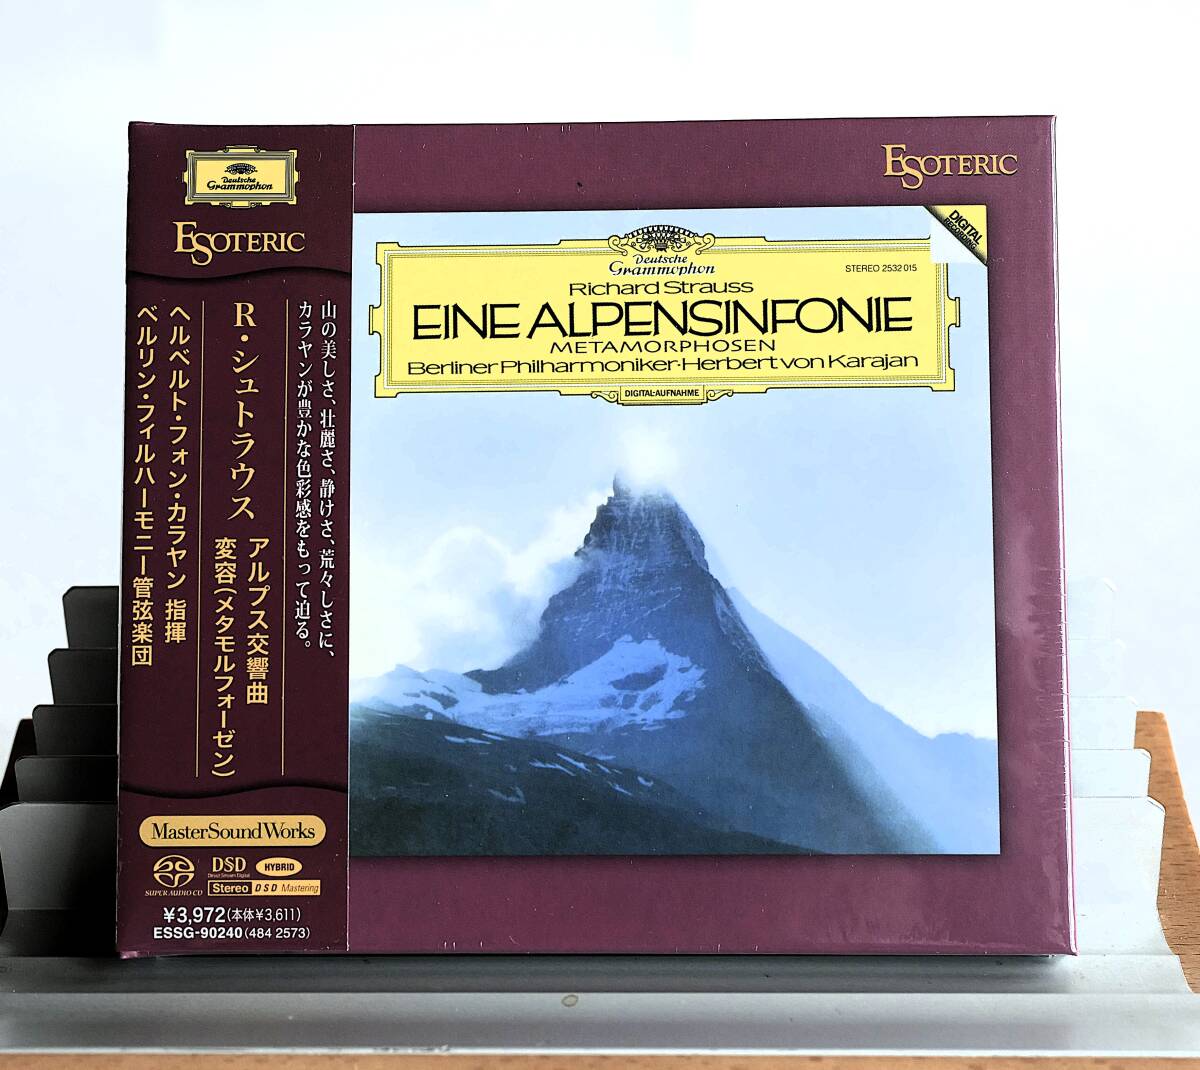 Deutsche
Grammophon
ESOTERIC
山の美しさ、壮麗さ、静けさ、荒々しさに、
カラヤンが豊かな色彩感をもって迫る。
R・シュトラウス
アルプス交響曲
変容(メタモルフォーゼン)
ヘルベルト・フォン・カラヤン 指揮
ベルリン・フィルハーモニー管弦楽団
MasterSoundWorks
SUPER AUDIO CD
DSD
Direct Stream Digital
HYBRID
Stereo DSD Mastering
¥3,972(本体¥3,611)
ESSG-90240(484 2573)
ESOTERIC
DIGITAL
RECORDING
Deutsche
Grammophon
STEREO 2532 015
Richard Strauss
EINE ALPENSINFONIE
METAMORPHOSEN
Berliner Philharmoniker·Herbert von Karajan
DIGITAL-AUFNAHME